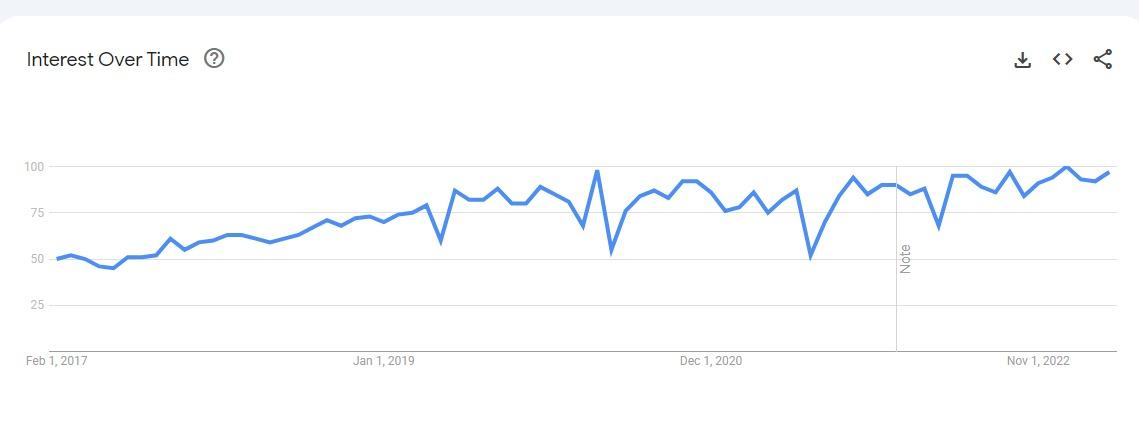 Interest Over Time
100
75
50
25
Note
Feb 1, 2017
Jan 1, 2019
Dec 1, 2020
Nov 1, 2022